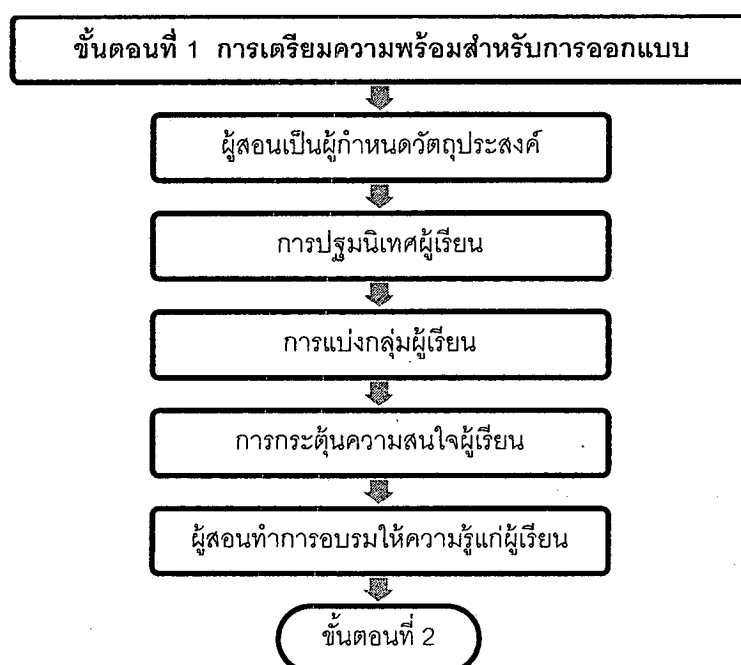 ขั้นตอนที่ 1 การเตรียมความพร้อมสำหรับการออกแบบ
ผู้สอนเป็นผู้กำหนดวัตถุประสงค์
การปฐมนิเทศผู้เรียน
การแบ่งกลุ่มผู้เรียน
การกระตุ้นความสนใจผู้เรียน
ผู้สอนทำการอบรมให้ความรู้แก่ผู้เรียน
ขั้นตอนที่ 2